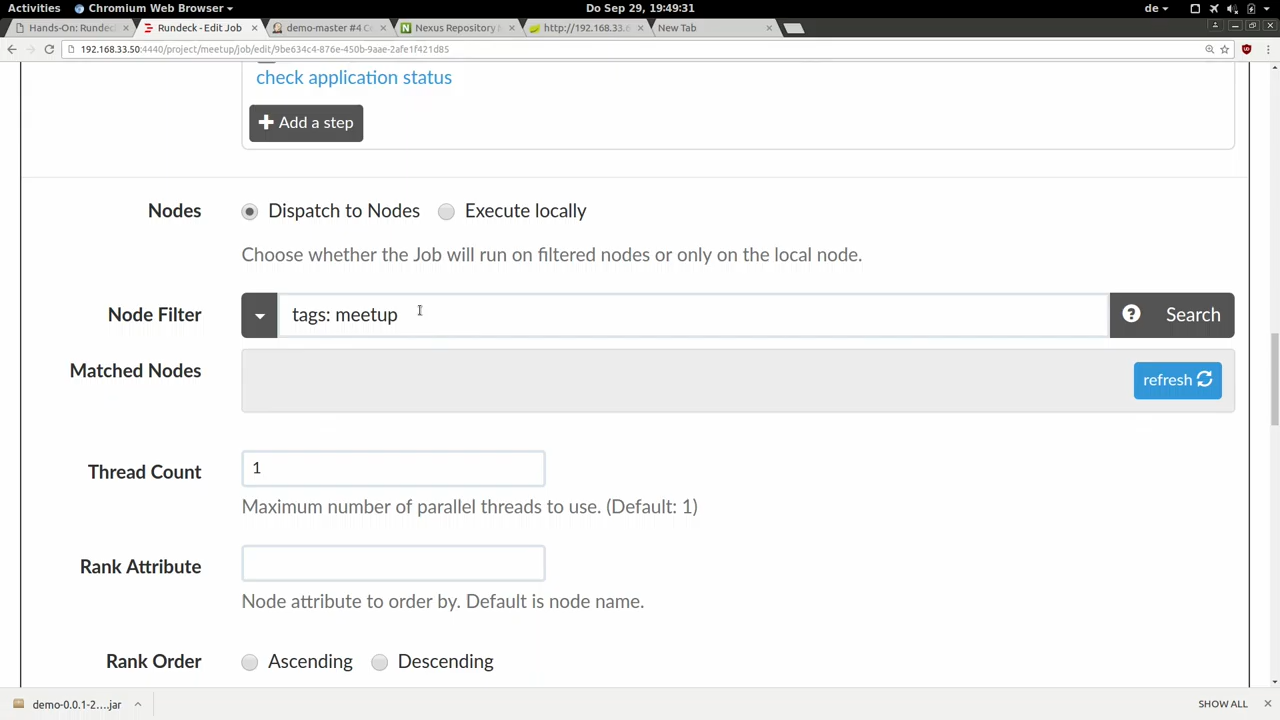 Activities
Chromium Web Browser
Do Sep 29, 19:49:31
de
Hands-On: Rundec
Rundeck - Edit Job
demo-master #4 C
Nexus Repository
http://192.168.33.6
New Tab
192.168.33.50:4440/project/meetup/job/edit/9be634c4-876e-450b-9aae-2afe1f421d85
check application status
Add a step
Nodes
Dispatch to Nodes
Execute locally
Choose whether the Job will run on filtered nodes or only on the local node.
Node Filter
tags: meetup
Search
Matched Nodes
refresh
Thread Count
1
Maximum number of parallel threads to use. (Default: 1)
Rank Attribute
Node attribute to order by. Default is node name.
Rank Order
Ascending
Descending
demo-0.0.1-2....jar
SHOW ALL